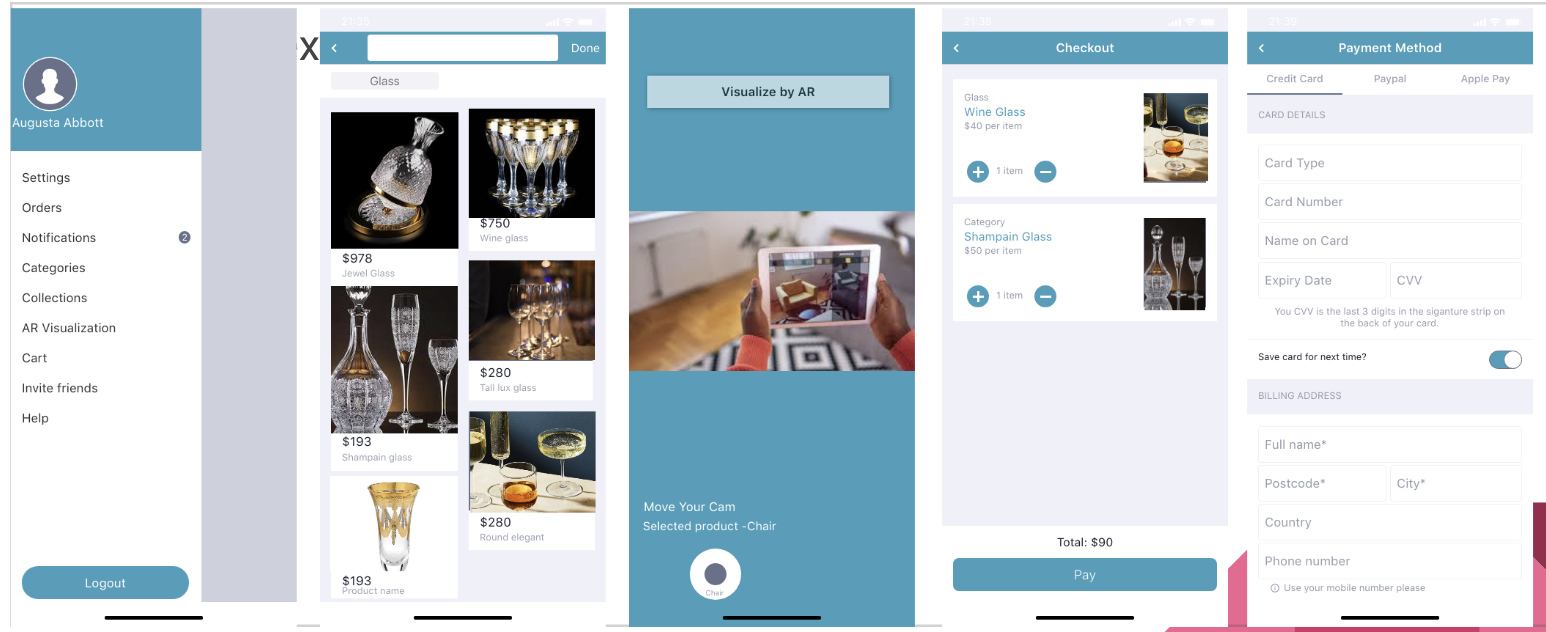 Augusta Abbott
Settings
Orders
Notifications 2
Categories
Collections
AR Visualization
Cart
Invite friends
Help
Logout
X
21:35
Done
Glass
$978
Jewel Glass
$193
Shampain glass
$193
Product name
$750
Wine glass
$280
Tall lux glass
$280
Round elegant
Visualize by AR
Move Your Cam
Selected product -Chair
Chair
Checkout
Glass
Wine Glass
$40 per item
1 item
Category
Shampain Glass
$50 per item
1 item
Total: $90
Pay
Payment Method
Credit Card Paypal Apple Pay
CARD DETAILS
Card Type
Card Number
Name on Card
Expiry Date CVV
You CVV is the last 3 digits in the siganture strip on
the back of your card.
Save card for next time?
BILLING ADDRESS
Full name*
Postcode* City*
Country
Phone number
Use your mobile number please